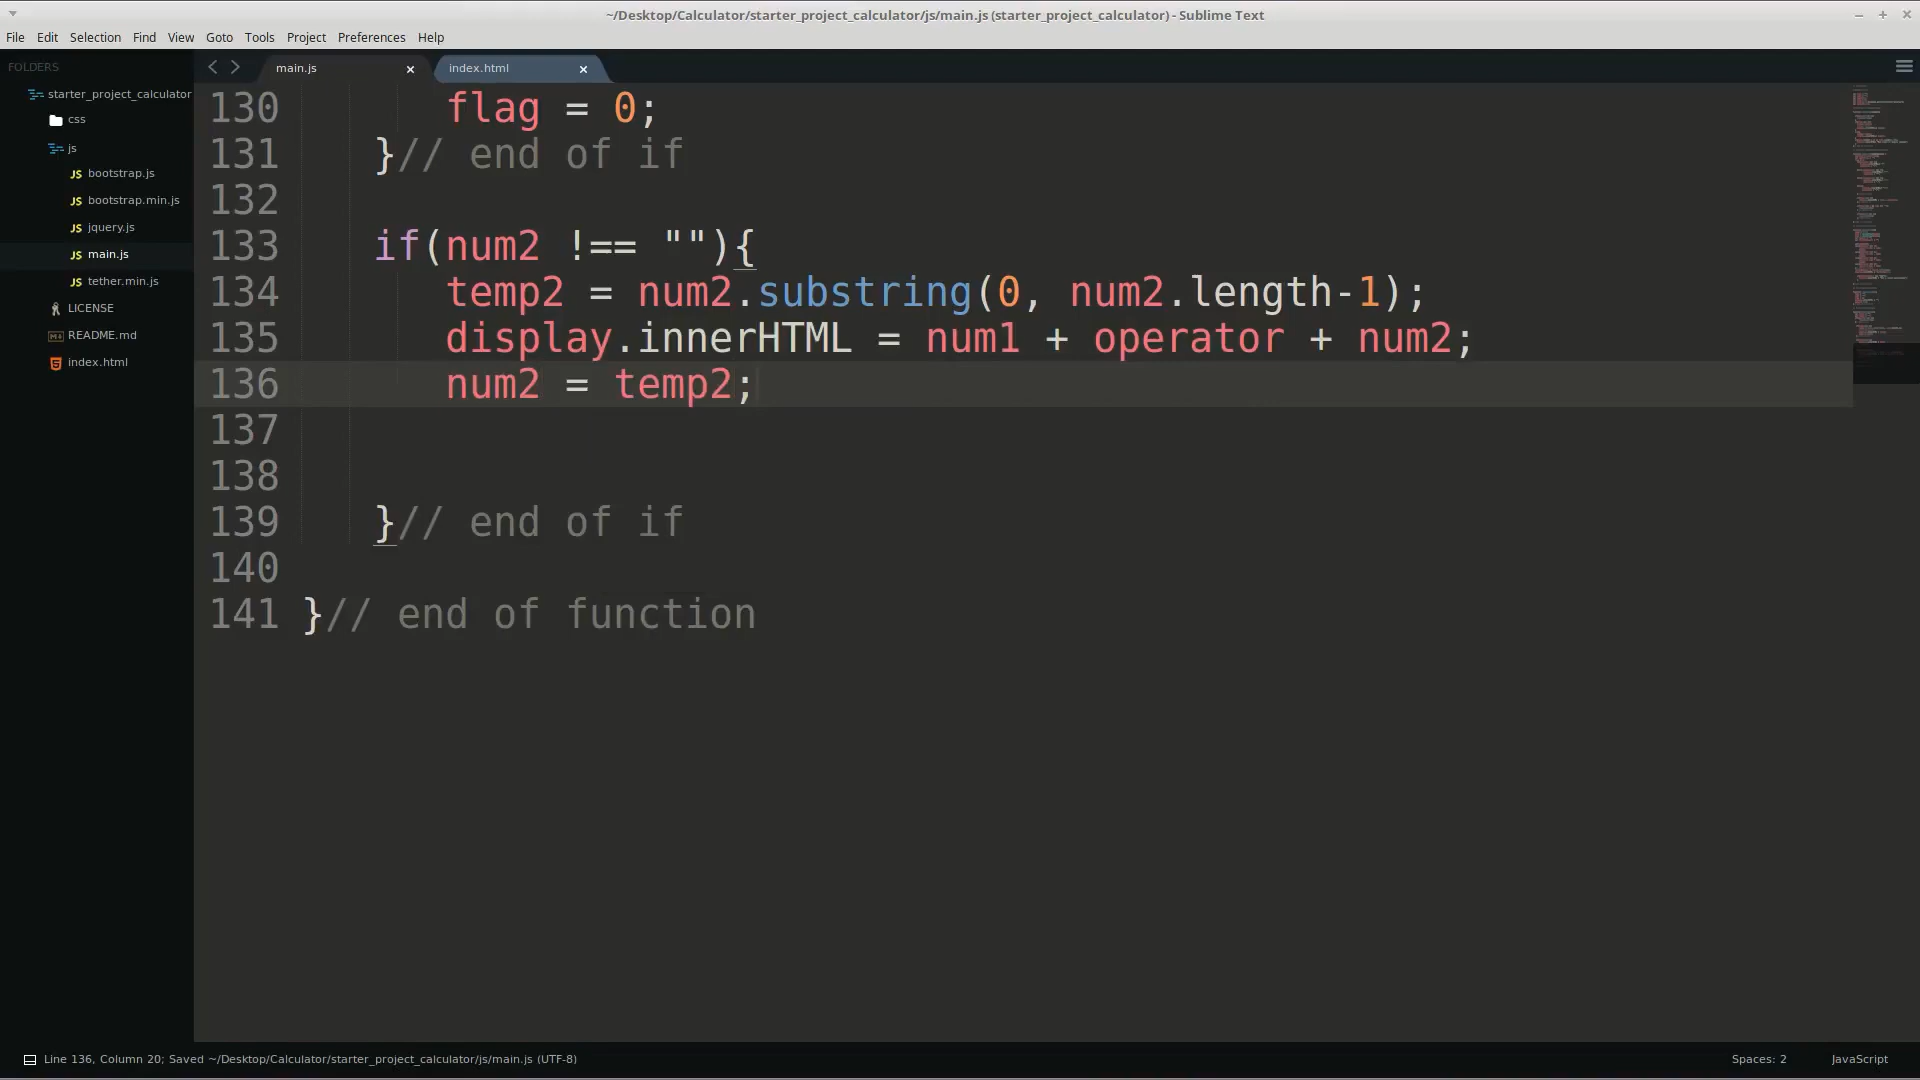 ~/Desktop/Calculator/starter_project_calculator/js/main.js (starter_project_calculator) - Sublime Text
File Edit Selection Find View Goto Tools Project Preferences Help
FOLDERS
starter_project_calculator
css
js
JS bootstrap.js
JS bootstrap.min.js
JS jquery.js
JS main.js
JS tether.min.js
LICENSE
README.md
index.html
main.js × index.html ×
130 flag = 0;
131 }// end of if
132
133 if(num2 !== ""){
134 temp2 = num2.substring(0, num2.length-1);
135 display.innerHTML = num1 + operator + num2;
136 num2 = temp2;
137
138
139 }// end of if
140
141 }// end of function
Line 136, Column 20; Saved ~/Desktop/Calculator/starter_project_calculator/js/main.js (UTF-8) Spaces: 2 JavaScript